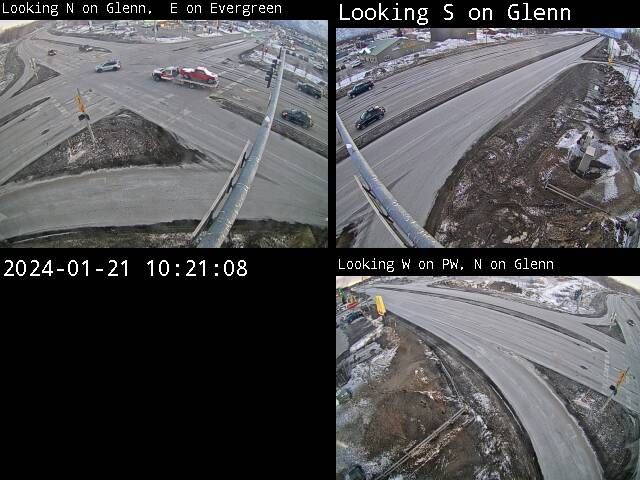 Looking N on Glenn,  E on Evergreen
Looking S on Glenn
2024-01-21 10:21:08
Looking W on PW, N on Glenn